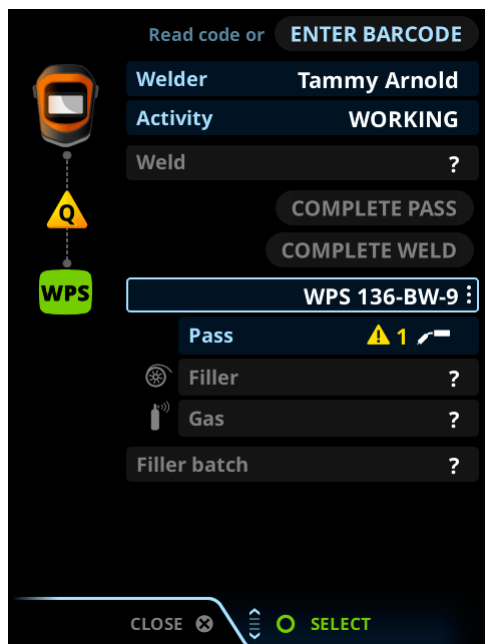 Read code or ENTER BARCODE
Welder Tammy Arnold
Activity WORKING
Weld ?
COMPLETE PASS
Q
COMPLETE WELD
WPS
WPS 136-BW-9
Pass 1
Filler ?
Gas ?
Filler batch ?
CLOSE SELECT